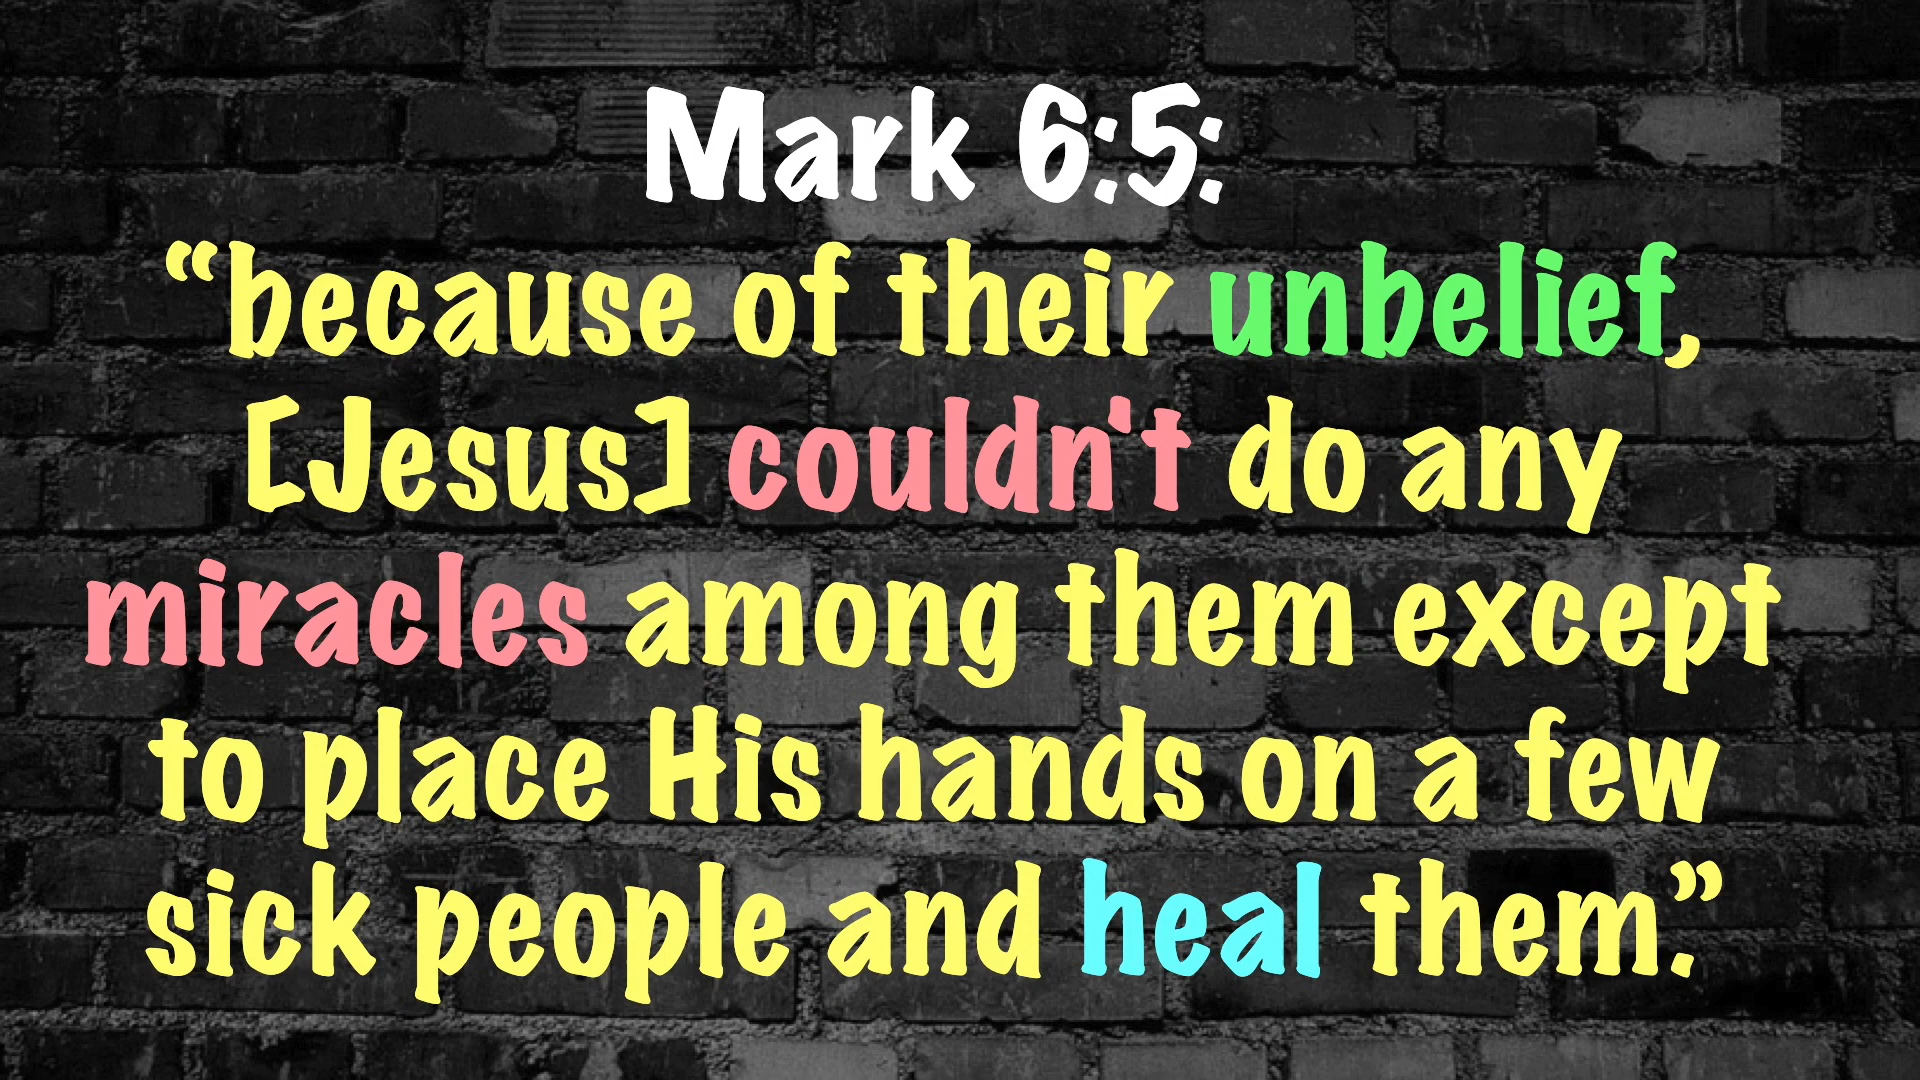 Mark 6:5:
“because of their unbelief,
[Jesus] couldn't do any
miracles among them except
to place His hands on a few
sick people and heal them.”